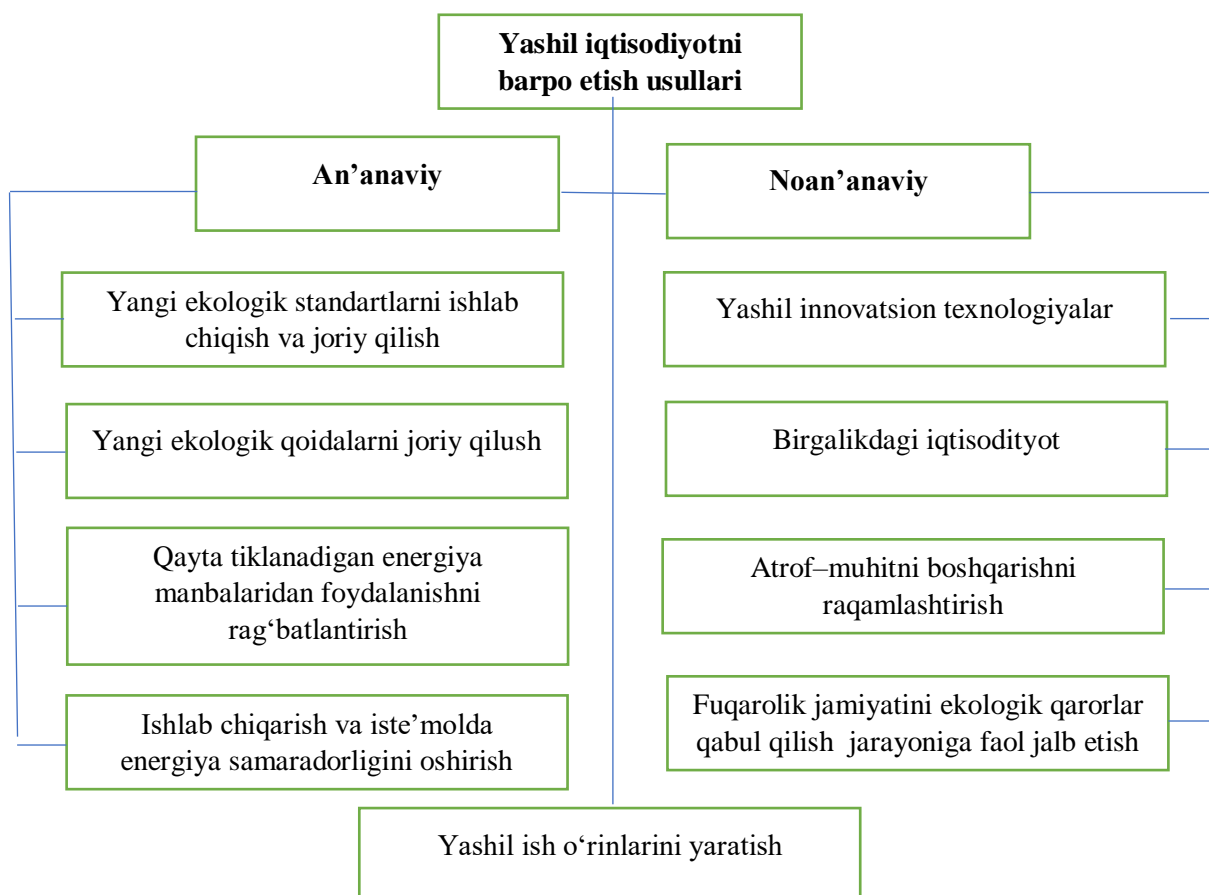 Yashil iqtisodiyotni
barpo etish usullari
An’anaviy
Noan’anaviy
Yangi ekologik standartlarni ishlab
chiqish va joriy qilish
Yangi ekologik qoidalarni joriy qilush
Qayta tiklanadigan energiya
manbalaridan foydalanishni
rag‘batlantirish
Ishlab chiqarish va iste’molda
energiya samaradorligini oshirish
Yashil innovatsion texnologiyalar
Birgalikdagi iqtisodityot
Atrof–muhitni boshqarishni
raqamlashtirish
Fuqarolik jamiyatini ekologik qarorlar
qabul qilish  jarayoniga faol jalb etish
Yashil ish o‘rinlarini yaratish